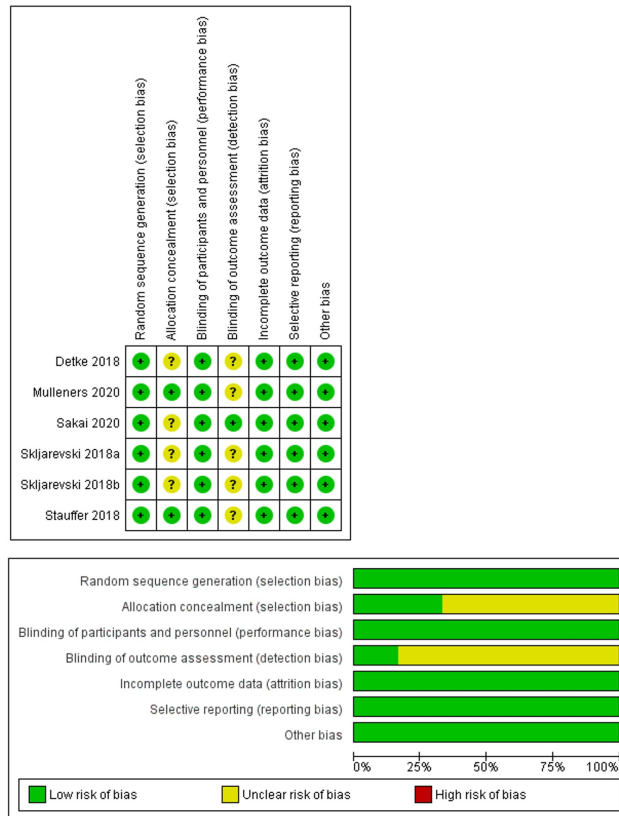 Random sequence generation (selection bias)
Allocation concealment (selection bias)
Blinding of participants and personnel (performance bias)
Blinding of outcome assessment (detection bias)
Incomplete outcome data (attrition bias)
Selective reporting (reporting bias)
Other bias
Detke 2018 + ? + ? + + +
Mulleners 2020 + + + ? + + +
Sakai 2020 + ? + + + + +
Skljarevski 2018a + ? + ? + + +
Skljarevski 2018b + ? + ? + + +
Stauffer 2018 + + + ? + + +
Random sequence generation (selection bias)
Allocation concealment (selection bias)
Blinding of participants and personnel (performance bias)
Blinding of outcome assessment (detection bias)
Incomplete outcome data (attrition bias)
Selective reporting (reporting bias)
Other bias
0% 25% 50% 75% 100%
Low risk of bias Unclear risk of bias High risk of bias